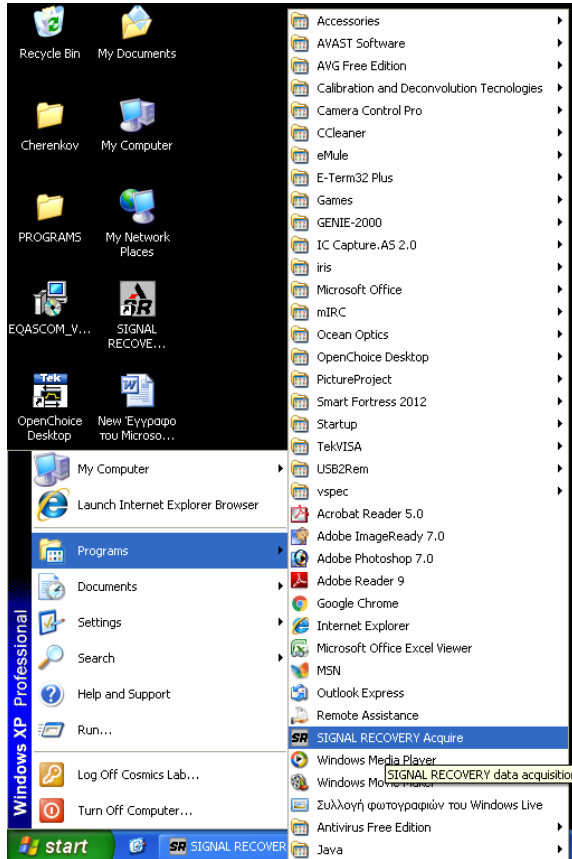 Recycle Bin
My Documents
Cherenkov
My Computer
PROGRAMS
My Network
Places
EQASCOM_V...
SIGNAL
RECOVE...
Tek
OpenChoice
Desktop
New Έγγραφο
του Microso...
Windows XP Professional
My Computer
Launch Internet Explorer Browser
Programs
Documents
Settings
Search
Help and Support
Run...
Log Off Cosmics Lab...
Turn Off Computer...
start
SR SIGNAL RECOVER
Accessories
AVAST Software
AVG Free Edition
Calibration and Deconvolution Tecnologies
Camera Control Pro
CCleaner
eMule
E-Term32 Plus
Games
GENIE-2000
IC Capture.AS 2.0
iris
Microsoft Office
mIRC
Ocean Optics
OpenChoice Desktop
PictureProject
Smart Fortress 2012
Startup
TekVISA
USB2Rem
vspec
Acrobat Reader 5.0
Adobe ImageReady 7.0
Adobe Photoshop 7.0
Adobe Reader 9
Google Chrome
Internet Explorer
Microsoft Office Excel Viewer
MSN
Outlook Express
Remote Assistance
SR SIGNAL RECOVERY Acquire
Windows Media Player
SIGNAL RECOVERY data acquisitio
Windows Movie Maker
Συλλογή φωτογραφιών του Windows Live
Antivirus Free Edition
Java